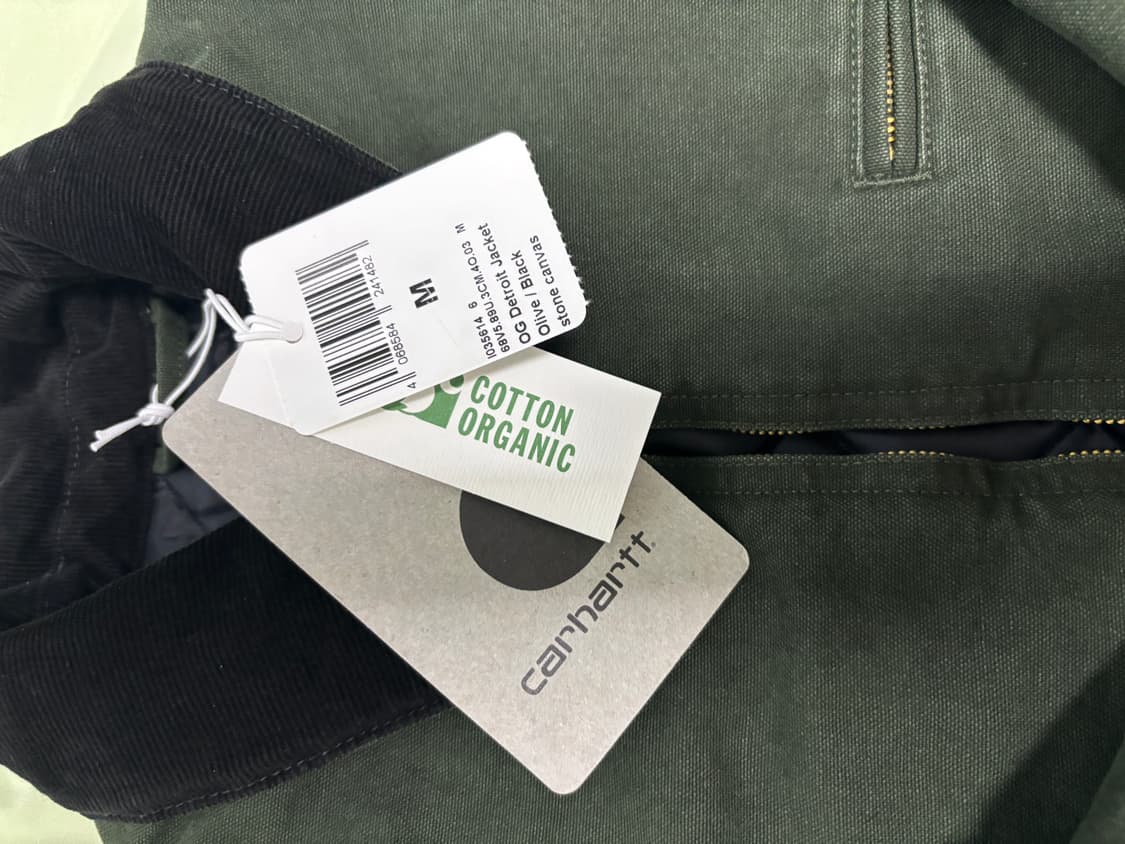 4 068584 241482
M
I035614 6
68V5.89U.3CM.4O.03 M
OG Detroit Jacket
Olive / Black
stone canvas
COTTON
ORGANIC
carhartt®